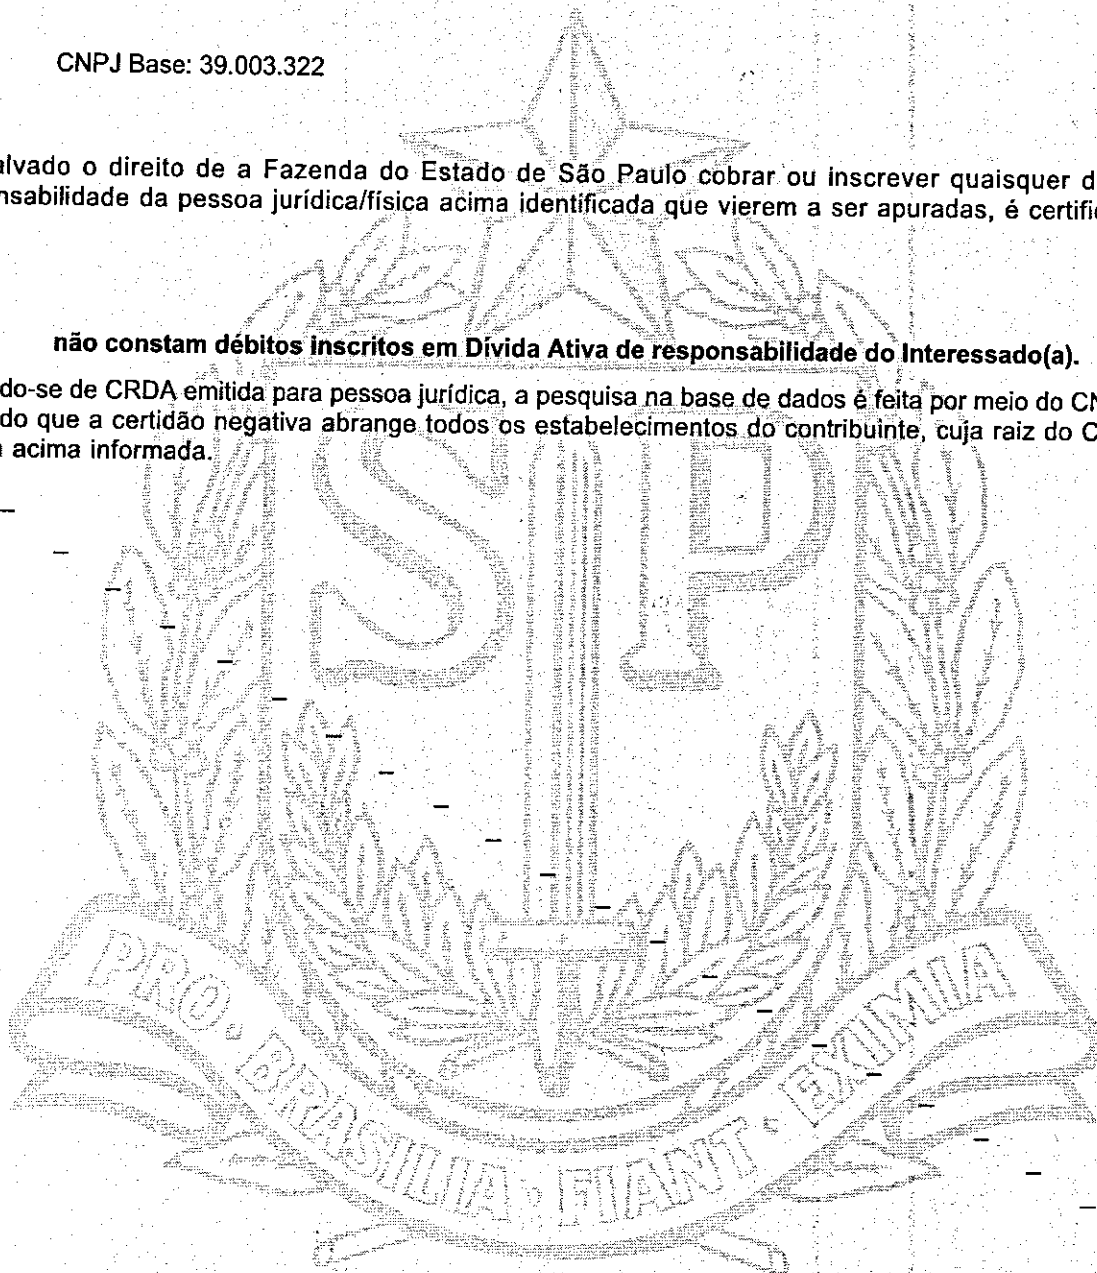 CNPJ Base: 39.003.322
alvado o direito de a Fazenda do Estado de São Paulo cobrar ou inscrever quaisquer d
nsabilidade da pessoa jurídica/física acima identificada que vierem a ser apuradas, é certifi
não constam débitos inscritos em Dívida Ativa de responsabilidade do Interessado(a).
do-se de CRDA emitida para pessoa jurídica, a pesquisa na base de dados é feita por meio do CN
do que a certidão negativa abrange todos os estabelecimentos do contribuinte, cuja raiz do C
acima informada.
SP
PRO · BRASILIA · FIANT · EXIMIA